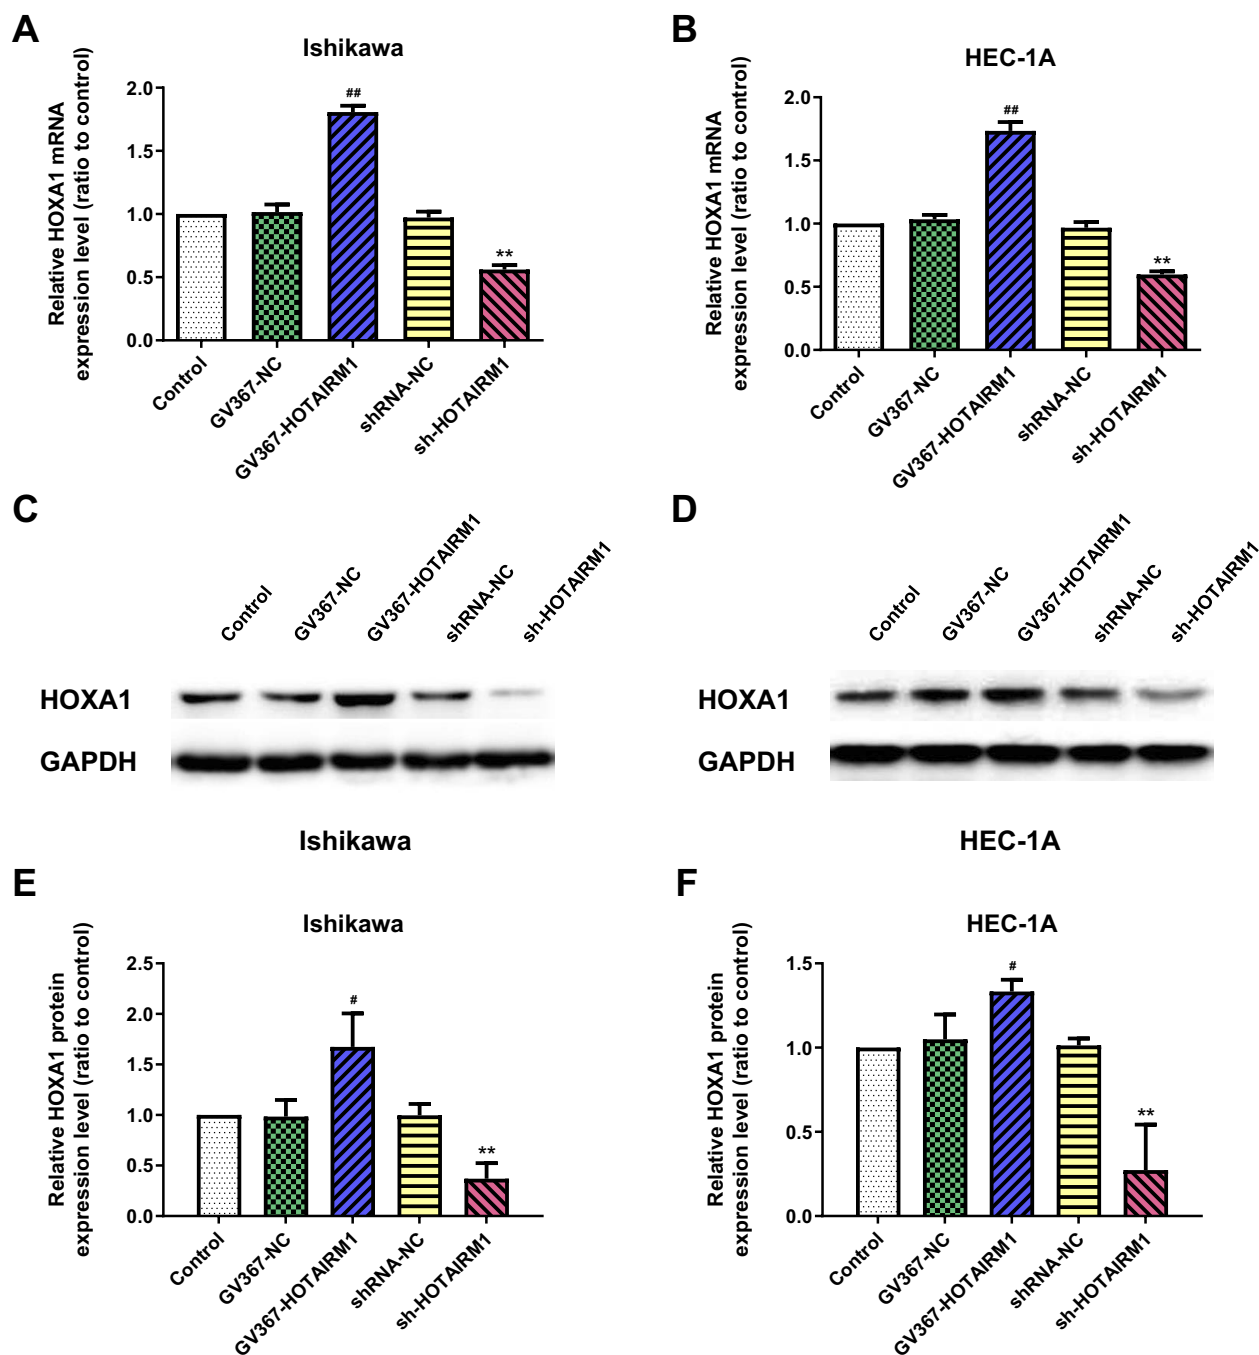 A
Ishikawa
Relative HOXA1 mRNA
expression level (ratio to control)
2.0
1.5
1.0
0.5
0.0
##
**
Control
GV367-NC
GV367-HOTAIRM1
shRNA-NC
sh-HOTAIRM1
B
HEC-1A
Relative HOXA1 mRNA
expression level (ratio to control)
2.0
1.5
1.0
0.5
0.0
##
**
Control
GV367-NC
GV367-HOTAIRM1
shRNA-NC
sh-HOTAIRM1
C
Control
GV367-NC
GV367-HOTAIRM1
shRNA-NC
sh-HOTAIRM1
HOXA1
GAPDH
Ishikawa
D
Control
GV367-NC
GV367-HOTAIRM1
shRNA-NC
sh-HOTAIRM1
HOXA1
GAPDH
HEC-1A
E
Ishikawa
Relative HOXA1 protein
expression level (ratio to control)
2.5
2.0
1.5
1.0
0.5
0.0
#
**
Control
GV367-NC
GV367-HOTAIRM1
shRNA-NC
sh-HOTAIRM1
F
HEC-1A
Relative HOXA1 protein
expression level (ratio to control)
1.5
1.0
0.5
0.0
#
**
Control
GV367-NC
GV367-HOTAIRM1
shRNA-NC
sh-HOTAIRM1